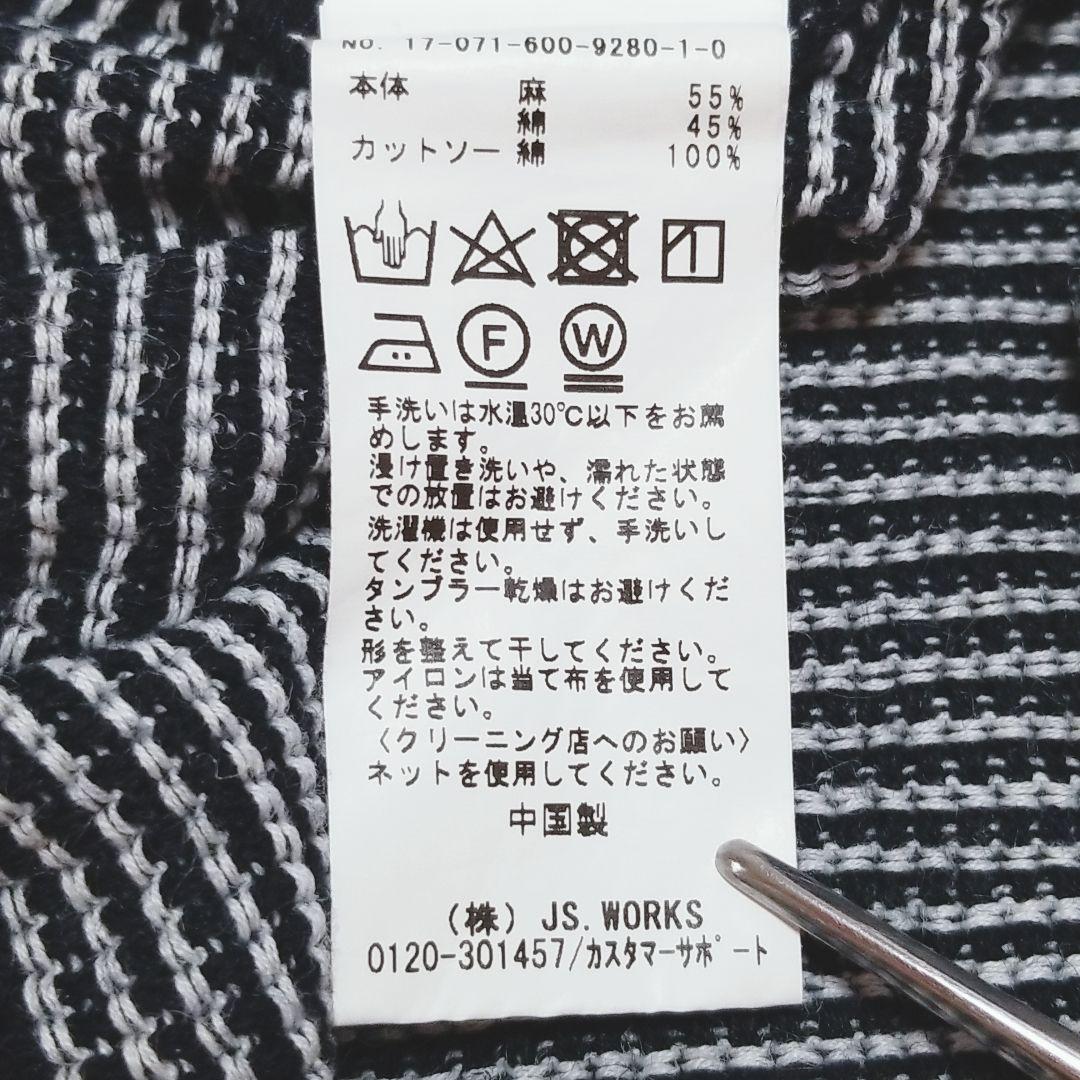 No. 17-071-600-9280-1-0
本体 麻 55%
綿 45%
カットソー 綿 100%
F W
手洗いは水温30℃以下をお薦
めします。
浸け置き洗いや、濡れた状態
での放置はお避けください。
洗濯機は使用せず、手洗いし
てください。
タンブラー乾燥はお避けくだ
さい。
形を整えて干してください。
アイロンは当て布を使用して
ください。
〈クリーニング店へのお願い〉
ネットを使用してください。
中国製
(株) JS.WORKS
0120-301457/カスタマーサポート